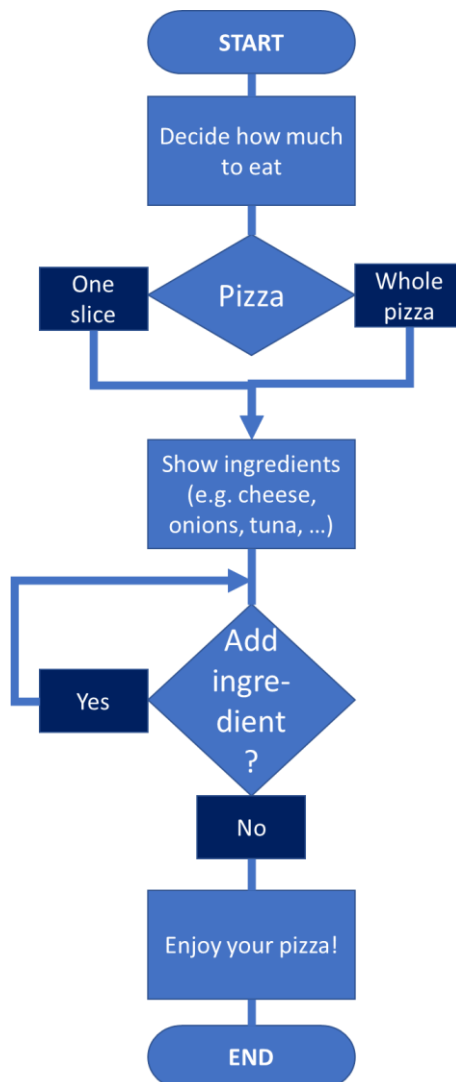 START
Decide how much
to eat
One
slice
Pizza
Whole
pizza
Show ingredients
(e.g. cheese,
onions, tuna, …)
Add
ingre-
dient
?
Yes
No
Enjoy your pizza!
END